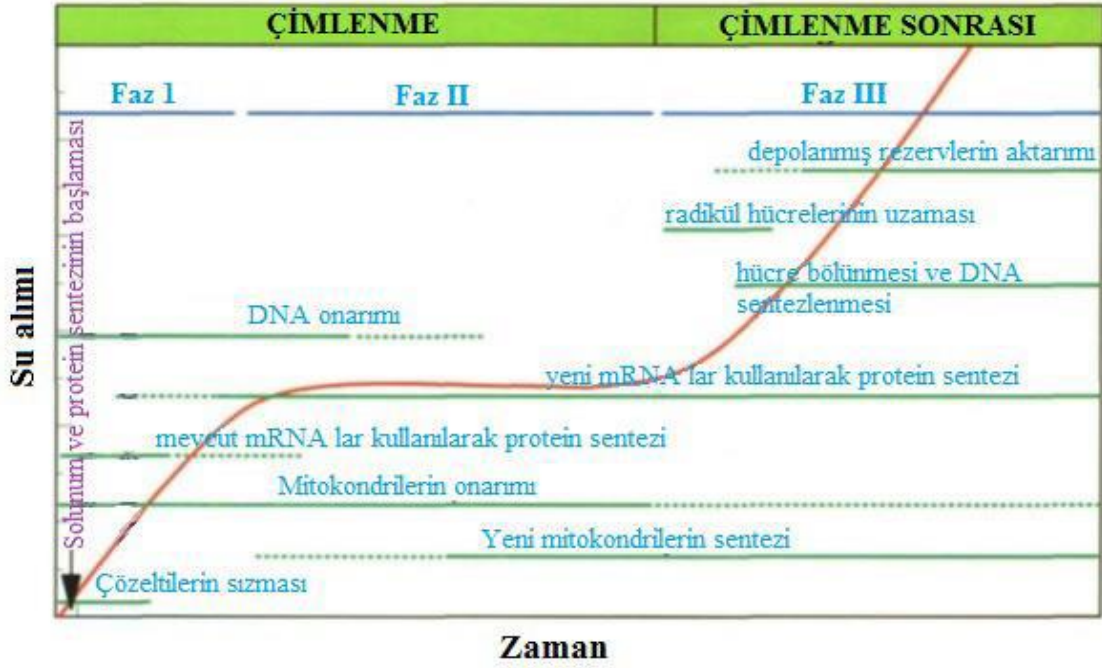 ÇİMLENME
ÇİMLENME SONRASI
Faz 1
Faz II
Faz III
Solunum ve protein sentezinin başlaması
depolanmış rezervlerin aktarımı
radikül hücrelerinin uzaması
hücre bölünmesi ve DNA
sentezlenmesi
DNA onarımı
yeni mRNA lar kullanılarak protein sentezi
mevcut mRNA lar kullanılarak protein sentezi
Mitokondrilerin onarımı
Yeni mitokondrilerin sentezi
Çözeltilerin sızması
Su alımı
Zaman